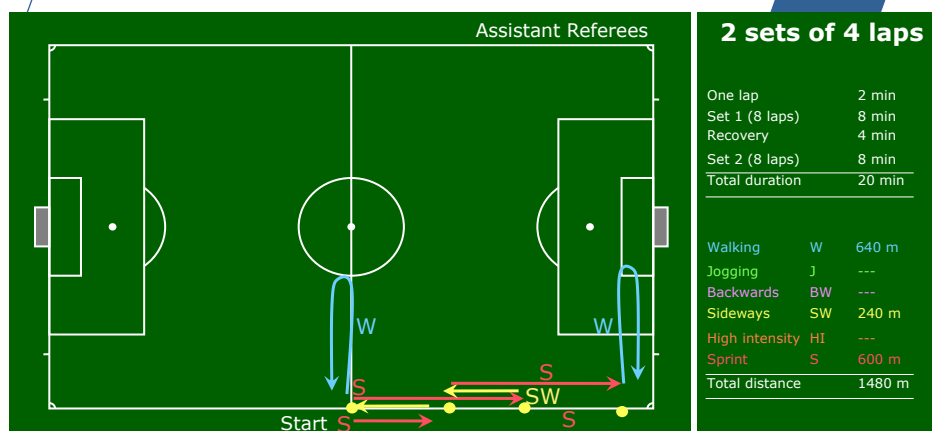 Assistant Referees
W
W
S
S
SW
Start
S
S
2 sets of 4 laps
One lap 2 min
Set 1 (8 laps) 8 min
Recovery 4 min
Set 2 (8 laps) 8 min
Total duration 20 min
Walking W 640 m
Jogging J ---
Backwards BW ---
Sideways SW 240 m
High intensity HI ---
Sprint S 600 m
Total distance 1480 m